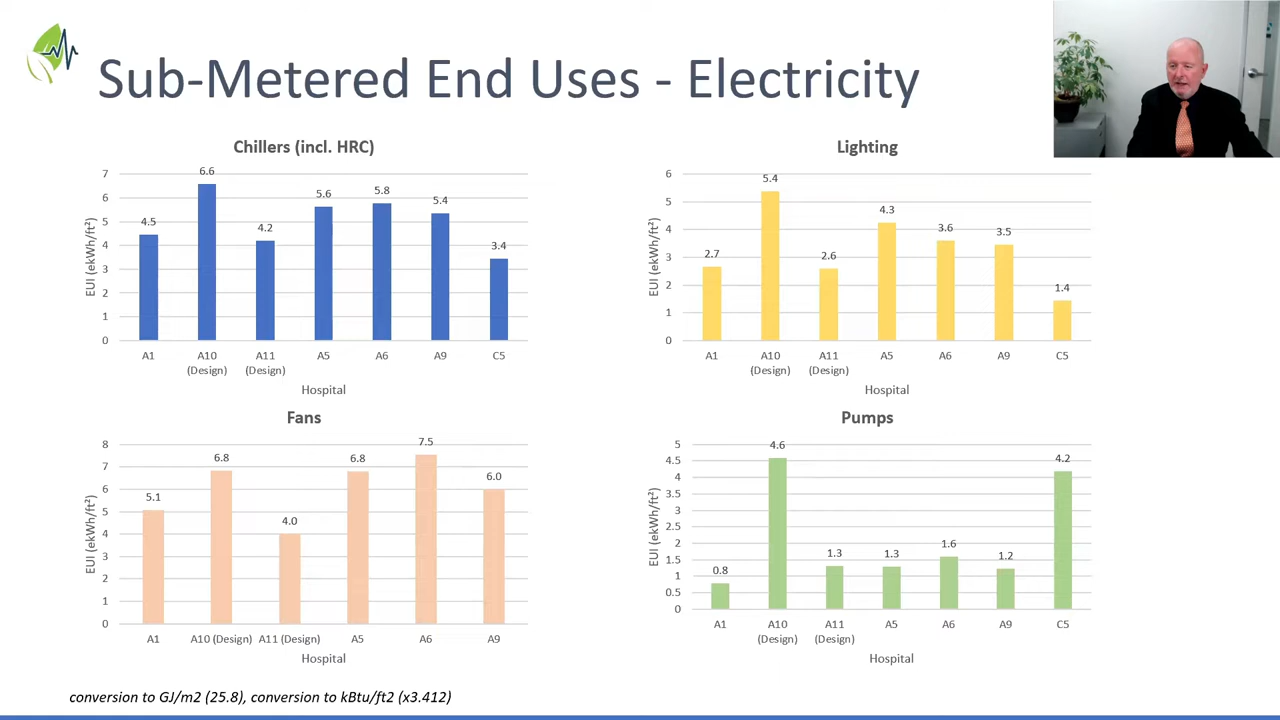 Sub-Metered End Uses - Electricity
Chillers (incl. HRC)
EUI (ekWh/ft²)
7
6
5
4
3
2
1
0
4.5
6.6
4.2
5.6
5.8
5.4
3.4
A1 A10 A11 A5 A6 A9 C5
(Design) (Design)
Hospital
Lighting
EUI (ekWh/ft²)
6
5
4
3
2
1
0
2.7
5.4
2.6
4.3
3.6
3.5
1.4
A1 A10 A11 A5 A6 A9 C5
(Design) (Design)
Hospital
Fans
EUI (ekWh/ft²)
8
7
6
5
4
3
2
1
0
5.1
6.8
4.0
6.8
7.5
6.0
A1 A10 (Design) A11 (Design) A5 A6 A9
Hospital
Pumps
EUI (ekWh/ft²)
5
4.5
4
3.5
3
2.5
2
1.5
1
0.5
0
0.8
4.6
1.3
1.3
1.6
1.2
4.2
A1 A10 A11 A5 A6 A9 C5
(Design) (Design)
Hospital
conversion to GJ/m2 (25.8), conversion to kBtu/ft2 (x3.412)